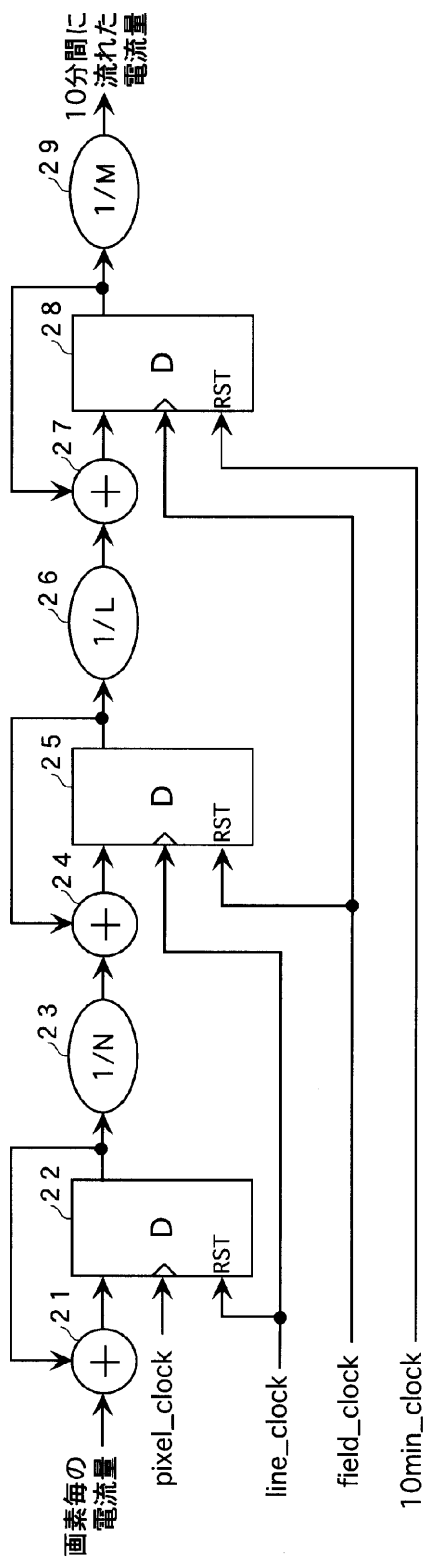 画素毎の
電流量
21
+
22
D
RST
23
1/N
24
+
25
D
RST
26
1/L
27
+
28
D
RST
29
1/M
10分間に
流れた
電流量
pixel_clock
line_clock
field_clock
10min_clock